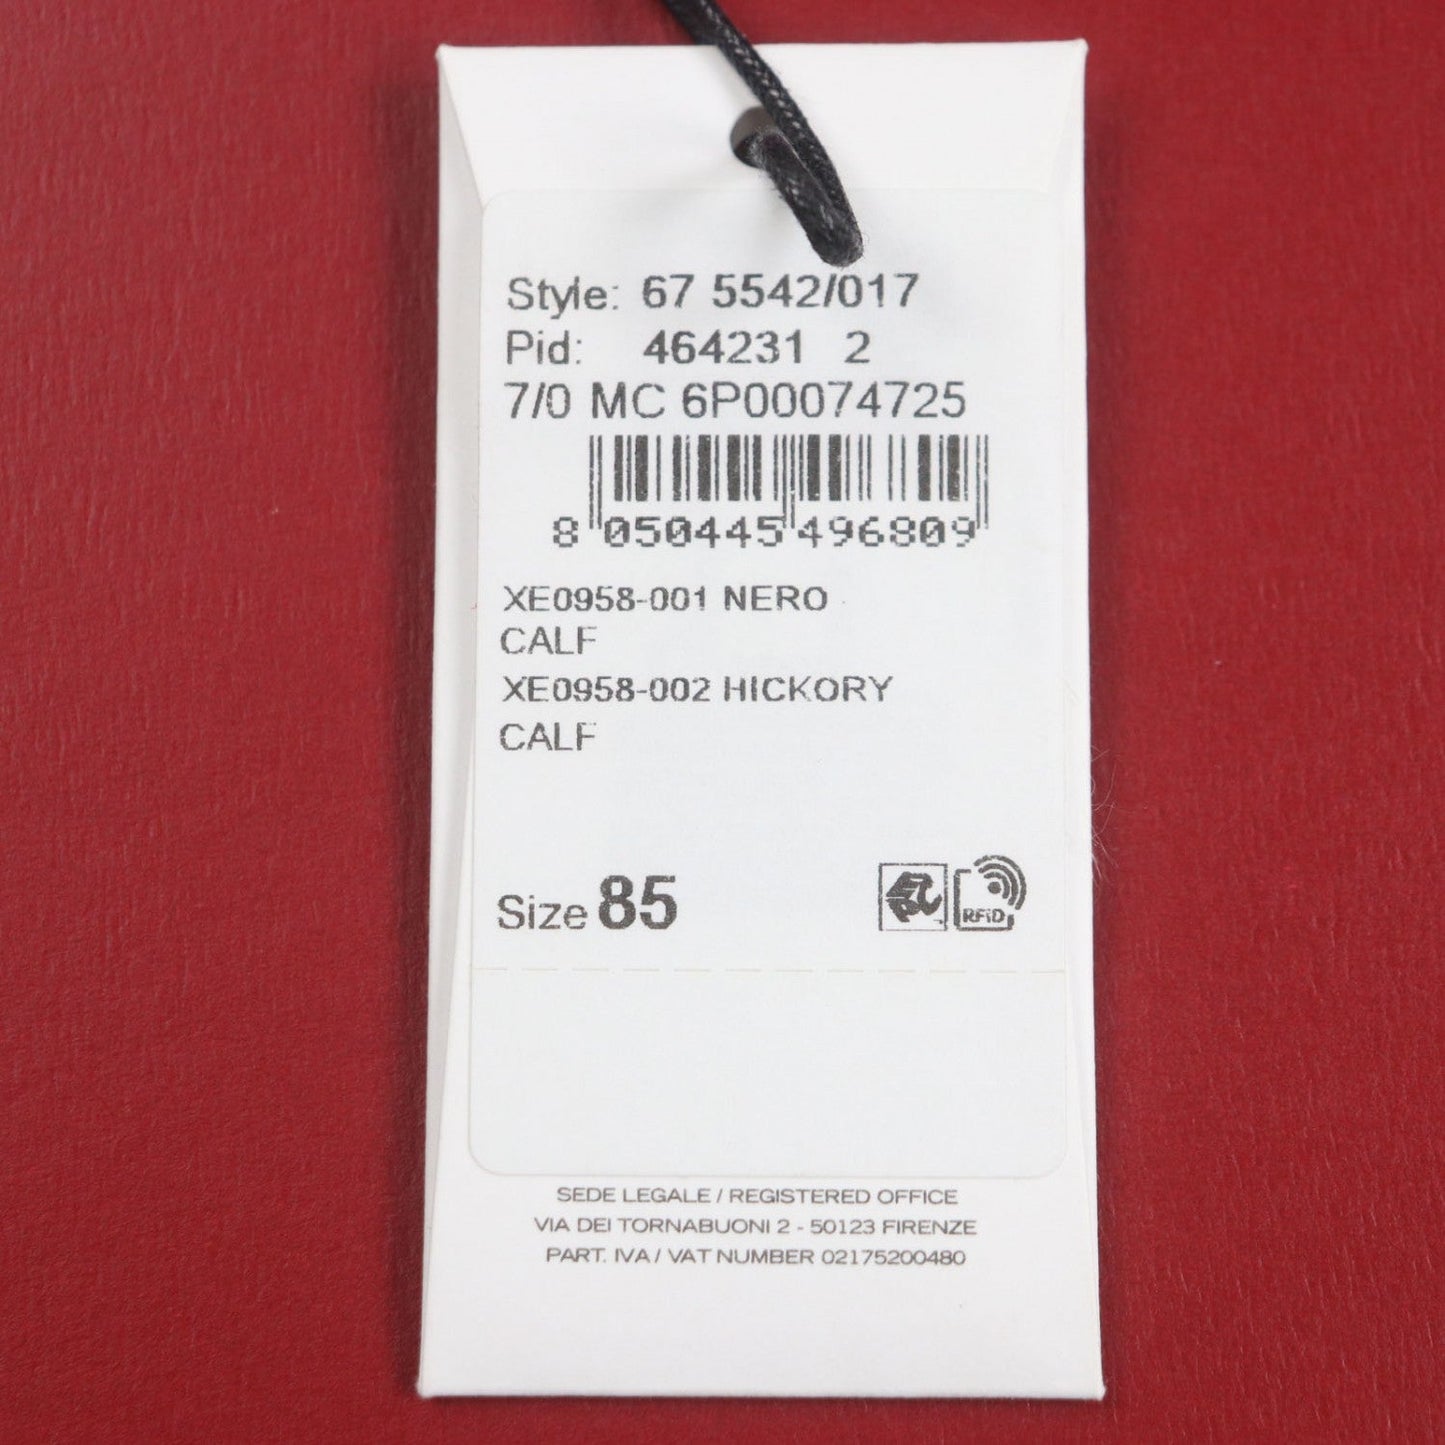 Style: 67 5542/017
Pid: 464231 2
7/0 MC 6P00074725
8 050445 496809
XE0958-001 NERO
CALF
XE0958-002 HICKORY
CALF
Size 85
RFiD
SEDE LEGALE / REGISTERED OFFICE
VIA DEI TORNABUONI 2 - 50123 FIRENZE
PART. IVA / VAT NUMBER 02175200480